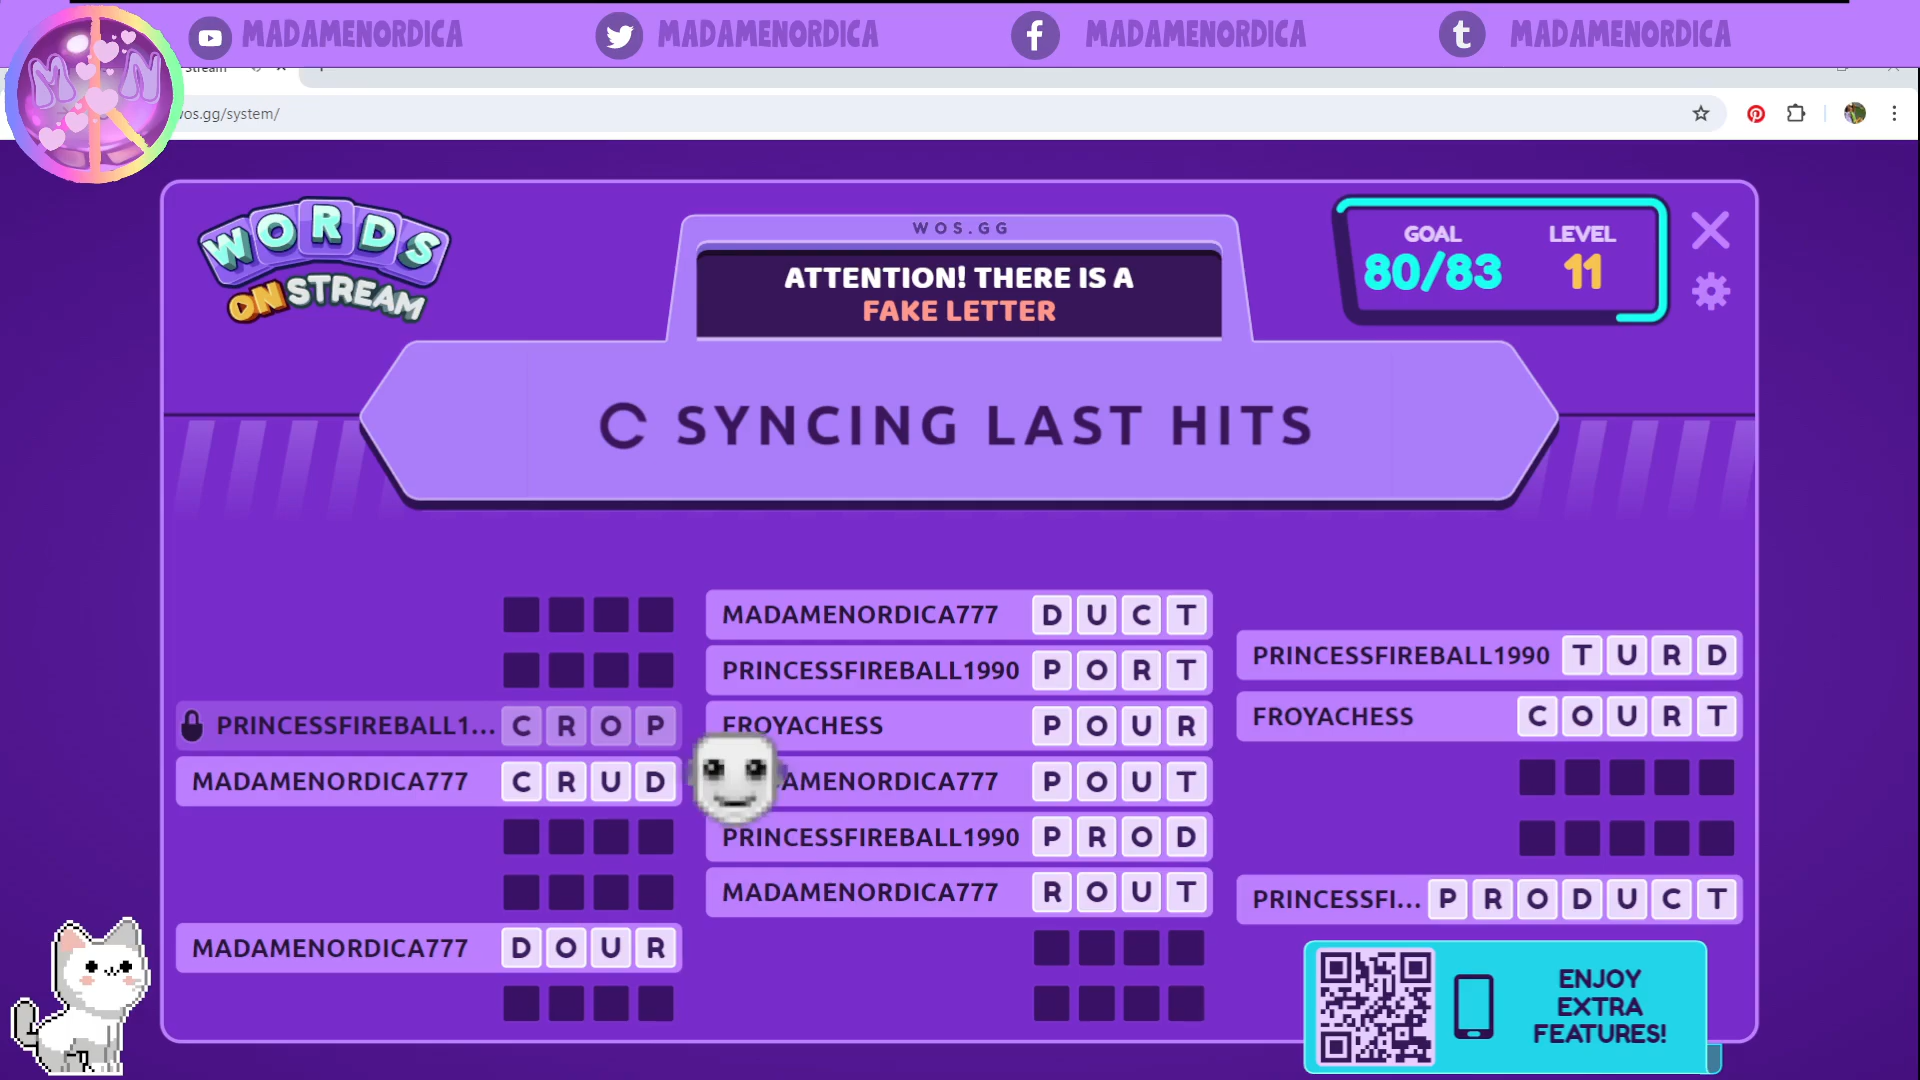 MADAMENORDICA MADAMENORDICA MADAMENORDICA MADAMENORDICA
MN
wos.gg/system/
WORDS
ON STREAM
WOS.GG
ATTENTION! THERE IS A
FAKE LETTER
GOAL LEVEL
80/83 11
SYNCING LAST HITS
PRINCESSFIREBALL1... CROP
MADAMENORDICA777 CRUD
MADAMENORDICA777 DOUR
MADAMENORDICA777 DUCT
PRINCESSFIREBALL1990 PORT
FROYACHESS POUR
AMENORDICA777 POUT
PRINCESSFIREBALL1990 PROD
MADAMENORDICA777 ROUT
PRINCESSFIREBALL1990 TURD
FROYACHESS COURT
PRINCESSFI... PRODUCT
ENJOY
EXTRA
FEATURES!